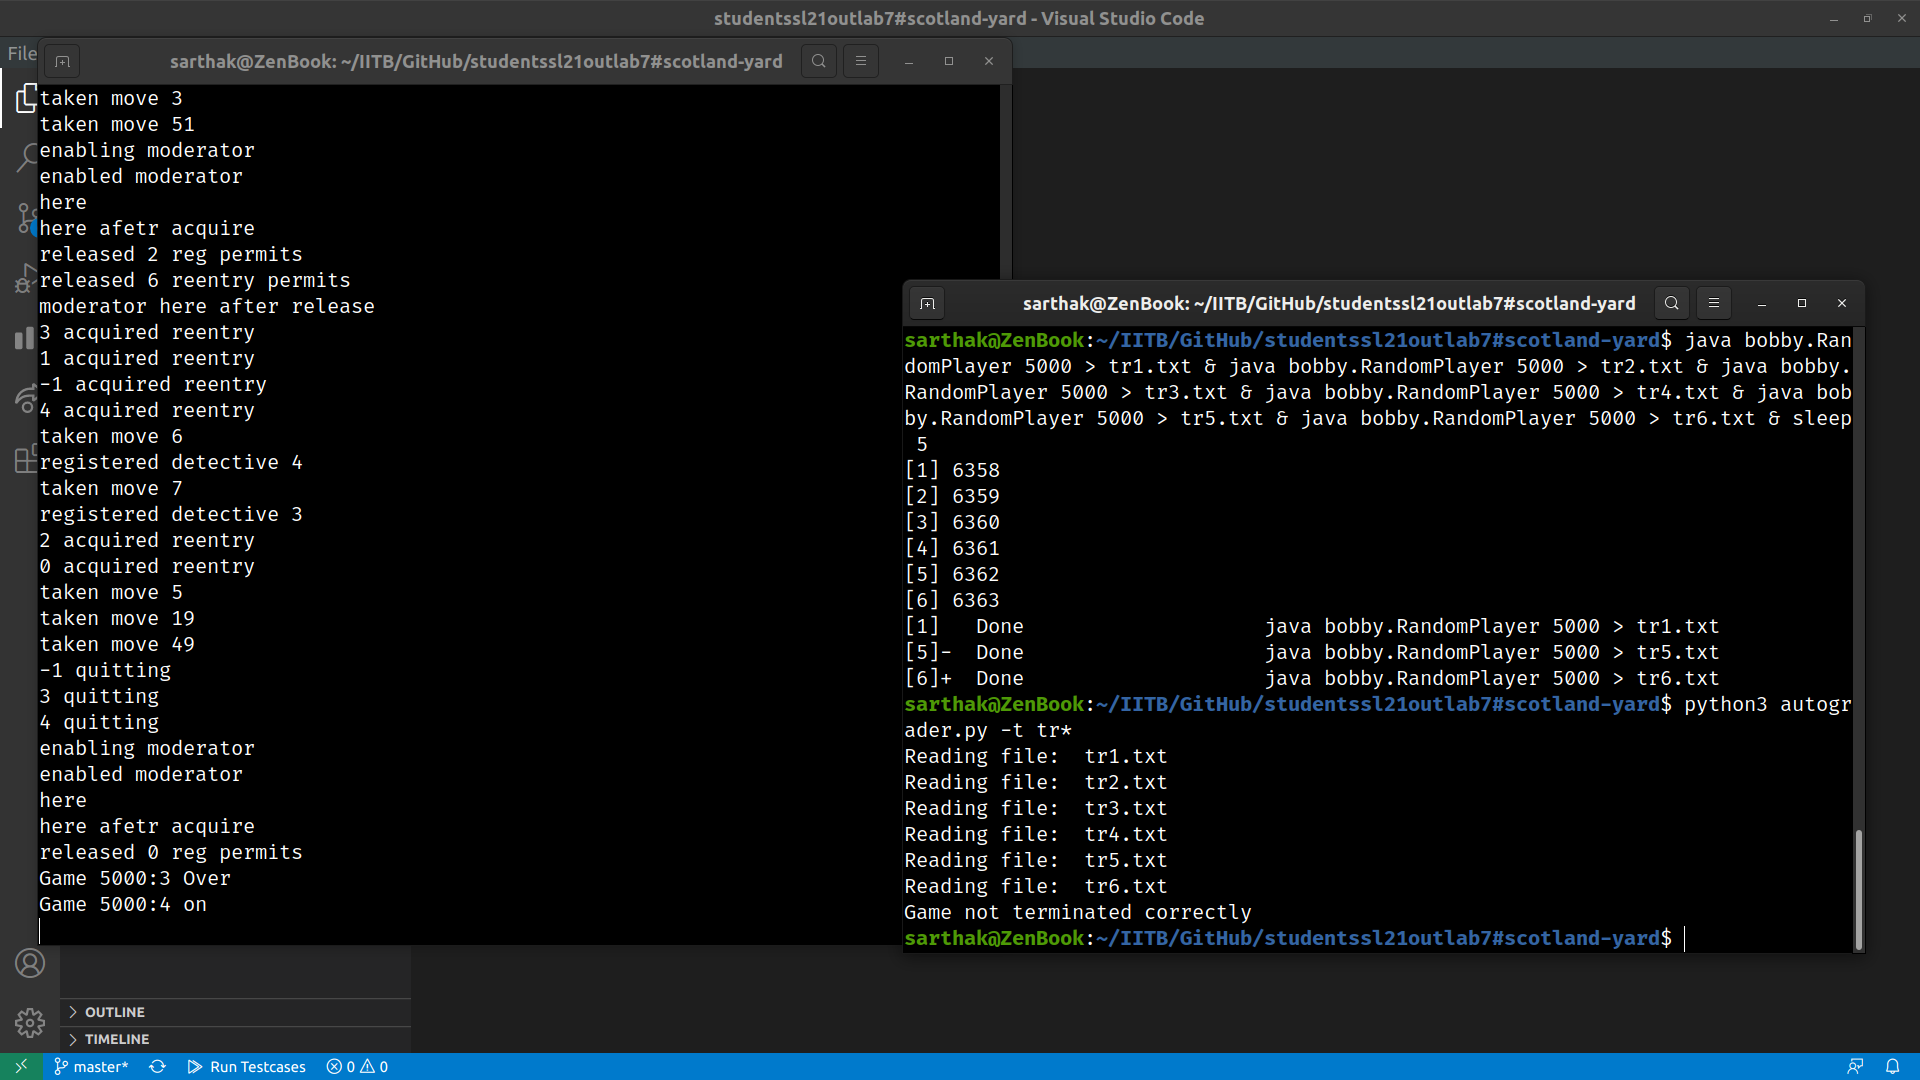 studentssl21outlab7#scotland-yard - Visual Studio Code
File
sarthak@ZenBook: ~/IITB/GitHub/studentssl21outlab7#scotland-yard
taken move 3
taken move 51
enabling moderator
enabled moderator
here
here afetr acquire
released 2 reg permits
released 6 reentry permits
moderator here after release
3 acquired reentry
1 acquired reentry
-1 acquired reentry
4 acquired reentry
taken move 6
registered detective 4
taken move 7
registered detective 3
2 acquired reentry
0 acquired reentry
taken move 5
taken move 19
taken move 49
-1 quitting
3 quitting
4 quitting
enabling moderator
enabled moderator
here
here afetr acquire
released 0 reg permits
Game 5000:3 Over
Game 5000:4 on
sarthak@ZenBook: ~/IITB/GitHub/studentssl21outlab7#scotland-yard
sarthak@ZenBook:~/IITB/GitHub/studentssl21outlab7#scotland-yard$ java bobby.Ran
domPlayer 5000 > tr1.txt & java bobby.RandomPlayer 5000 > tr2.txt & java bobby.
RandomPlayer 5000 > tr3.txt & java bobby.RandomPlayer 5000 > tr4.txt & java bob
by.RandomPlayer 5000 > tr5.txt & java bobby.RandomPlayer 5000 > tr6.txt & sleep
 5
[1] 6358
[2] 6359
[3] 6360
[4] 6361
[5] 6362
[6] 6363
[1]   Done                    java bobby.RandomPlayer 5000 > tr1.txt
[5]-  Done                    java bobby.RandomPlayer 5000 > tr5.txt
[6]+  Done                    java bobby.RandomPlayer 5000 > tr6.txt
sarthak@ZenBook:~/IITB/GitHub/studentssl21outlab7#scotland-yard$ python3 autogr
ader.py -t tr*
Reading file:  tr1.txt
Reading file:  tr2.txt
Reading file:  tr3.txt
Reading file:  tr4.txt
Reading file:  tr5.txt
Reading file:  tr6.txt
Game not terminated correctly
sarthak@ZenBook:~/IITB/GitHub/studentssl21outlab7#scotland-yard$
OUTLINE
TIMELINE
master* Run Testcases 0 0